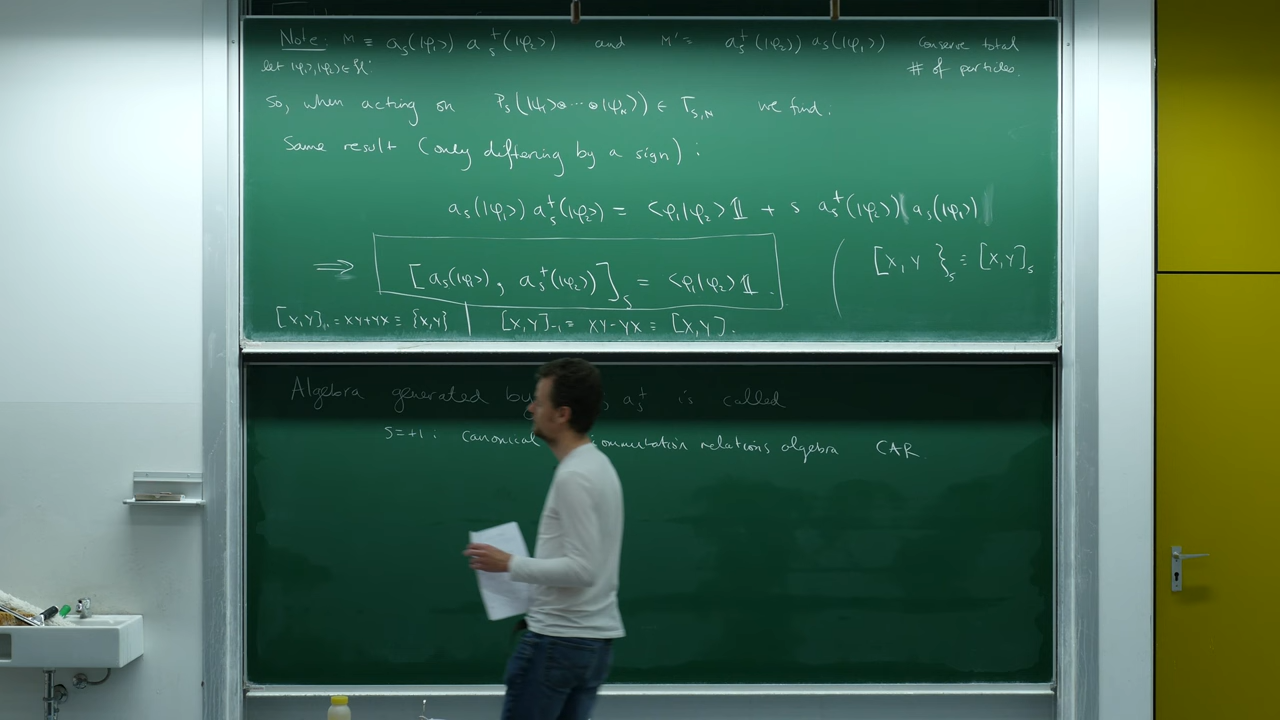 Note: M ≡ a_s(|φ₁⟩) a_s^†(|φ₂⟩) and M' = a_s^†(|φ₂⟩) a_s(|φ₁⟩) conserve total
let |φ₁⟩,|φ₂⟩ ∈ ℋ # of particles.
So, when acting on P_s(|ψ₁⟩⊗⋯⊗|ψ_N⟩) ∈ T_{s,N} we find.
Same result (only differing by a sign) :
a_s(|φ₁⟩) a_s^†(|φ₂⟩) = ⟨φ₁|φ₂⟩ 𝟙 + s a_s^†(|φ₂⟩) a_s(|φ₁⟩)
⟹ [a_s(|φ₁⟩), a_s^†(|φ₂⟩)]_s = ⟨φ₁|φ₂⟩ 𝟙. ( [X,Y}_s ≡ [X,Y]_s
[X,Y]_{+1} = XY+YX ≡ {X,Y} | [X,Y]_{-1} = XY-YX ≡ [X,Y].
Algebra generated by , a_s^† is called
s=+1: canonical commutation relations algebra CAR.